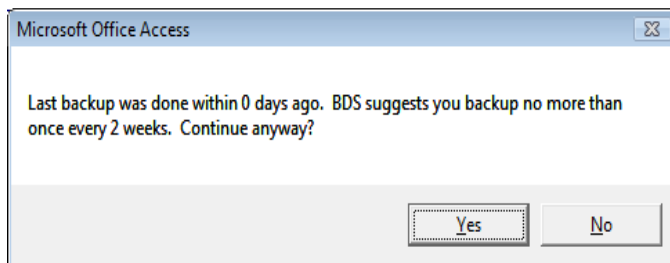 Microsoft Office Access
Last backup was done within 0 days ago.  BDS suggests you backup no more than
once every 2 weeks.  Continue anyway?
Yes
No